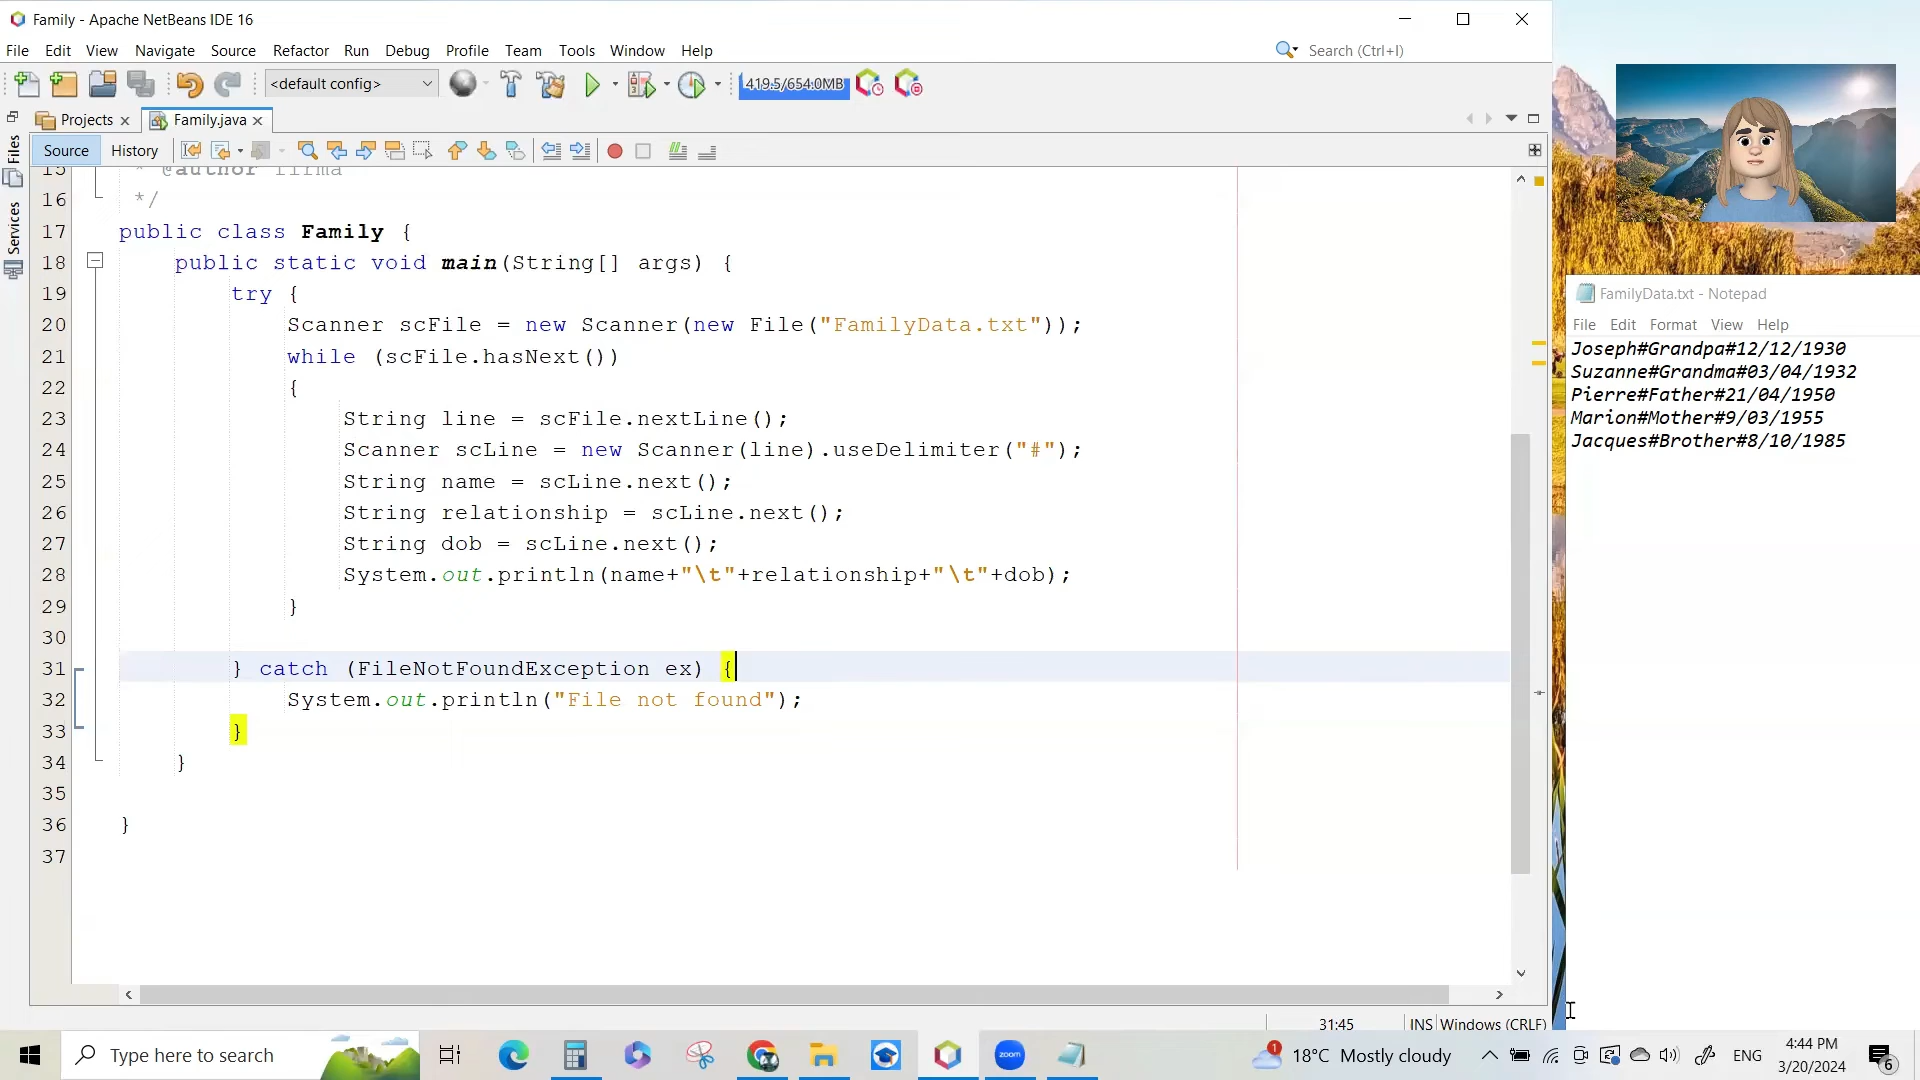 Family - Apache NetBeans IDE 16
File Edit View Navigate Source Refactor Run Debug Profile Team Tools Window Help
Search (Ctrl+I)
<default config>
419.5/654.0MB
Projects
Family.java
Files
Services
Source History
15 * @author
16 */
17 public class Family {
18 public static void main(String[] args) {
19 try {
20 Scanner scFile = new Scanner(new File("FamilyData.txt"));
21 while (scFile.hasNext())
22 {
23 String line = scFile.nextLine();
24 Scanner scLine = new Scanner(line).useDelimiter("#");
25 String name = scLine.next();
26 String relationship = scLine.next();
27 String dob = scLine.next();
28 System.out.println(name+"\t"+relationship+"\t"+dob);
29 }
30
31 } catch (FileNotFoundException ex) {
32 System.out.println("File not found");
33 }
34 }
35
36 }
37
31:45 INS Windows (CRLF)
FamilyData.txt - Notepad
File Edit Format View Help
Joseph#Grandpa#12/12/1930
Suzanne#Grandma#03/04/1932
Pierre#Father#21/04/1950
Marion#Mother#9/03/1955
Jacques#Brother#8/10/1985
Type here to search
zoom
1
18°C Mostly cloudy
ENG
4:44 PM
3/20/2024
6